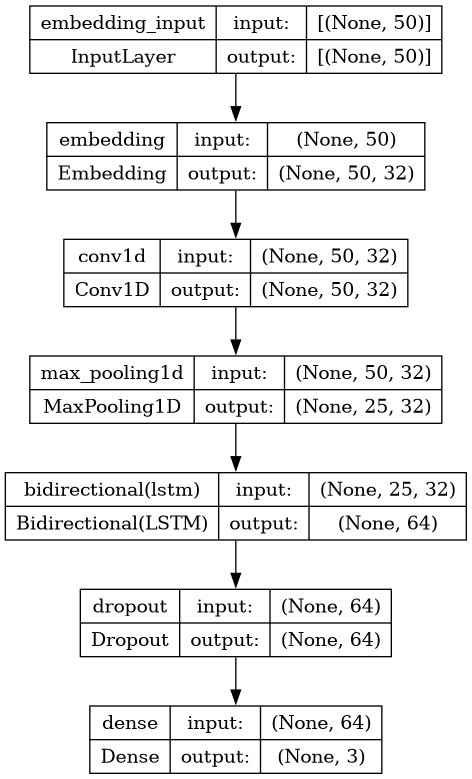 embedding_input input: [(None, 50)]
InputLayer output: [(None, 50)]
embedding input: (None, 50)
Embedding output: (None, 50, 32)
conv1d input: (None, 50, 32)
Conv1D output: (None, 50, 32)
max_pooling1d input: (None, 50, 32)
MaxPooling1D output: (None, 25, 32)
bidirectional(lstm) input: (None, 25, 32)
Bidirectional(LSTM) output: (None, 64)
dropout input: (None, 64)
Dropout output: (None, 64)
dense input: (None, 64)
Dense output: (None, 3)